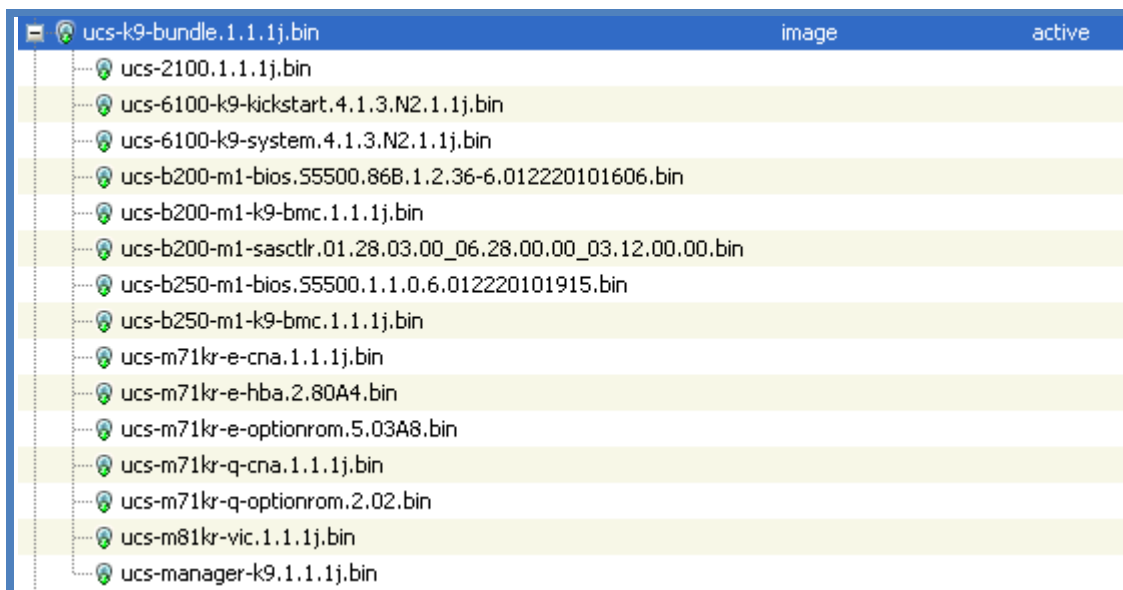 ucs-k9-bundle.1.1.1j.bin image active
ucs-2100.1.1.1j.bin
ucs-6100-k9-kickstart.4.1.3.N2.1.1j.bin
ucs-6100-k9-system.4.1.3.N2.1.1j.bin
ucs-b200-m1-bios.S5500.86B.1.2.36-6.012220101606.bin
ucs-b200-m1-k9-bmc.1.1.1j.bin
ucs-b200-m1-sasctlr.01.28.03.00_06.28.00.00_03.12.00.00.bin
ucs-b250-m1-bios.S5500.1.1.0.6.012220101915.bin
ucs-b250-m1-k9-bmc.1.1.1j.bin
ucs-m71kr-e-cna.1.1.1j.bin
ucs-m71kr-e-hba.2.80A4.bin
ucs-m71kr-e-optionrom.5.03A8.bin
ucs-m71kr-q-cna.1.1.1j.bin
ucs-m71kr-q-optionrom.2.02.bin
ucs-m81kr-vic.1.1.1j.bin
ucs-manager-k9.1.1.1j.bin